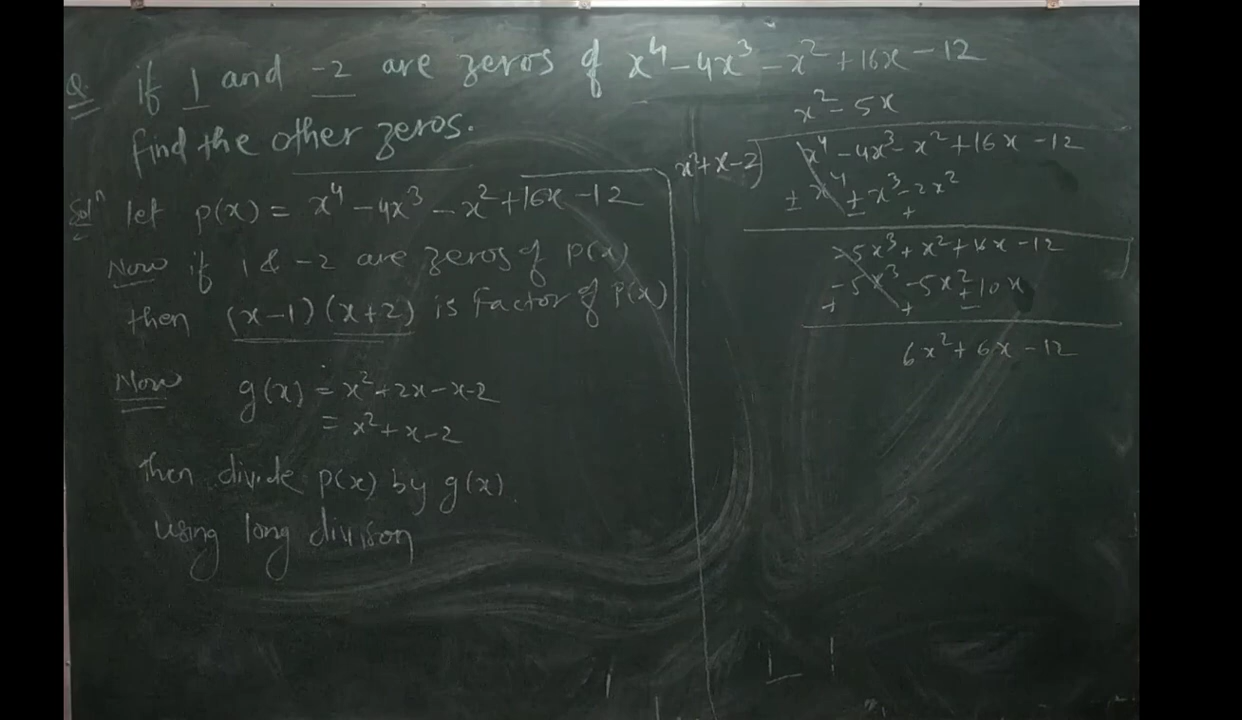 Q. If 1 and -2 are zeros of x⁴ - 4x³ - x² + 16x - 12
find the other zeros.
Solⁿ let p(x) = x⁴ - 4x³ - x² + 16x - 12
Now if 1 & -2 are zeros of p(x)
then (x-1) (x+2) is Factor of p(x)
Now g(x) = x² + 2x - x - 2
= x² + x - 2
Then divide p(x) by g(x).
using long division
x² - 5x
x² + x - 2) x⁴ - 4x³ - x² + 16x - 12
± x⁴ ± x³ - 2x²
+
-5x³ + x² + 16x - 12
-5x³ - 5x² ± 10x
+ +
6x² + 6x - 12